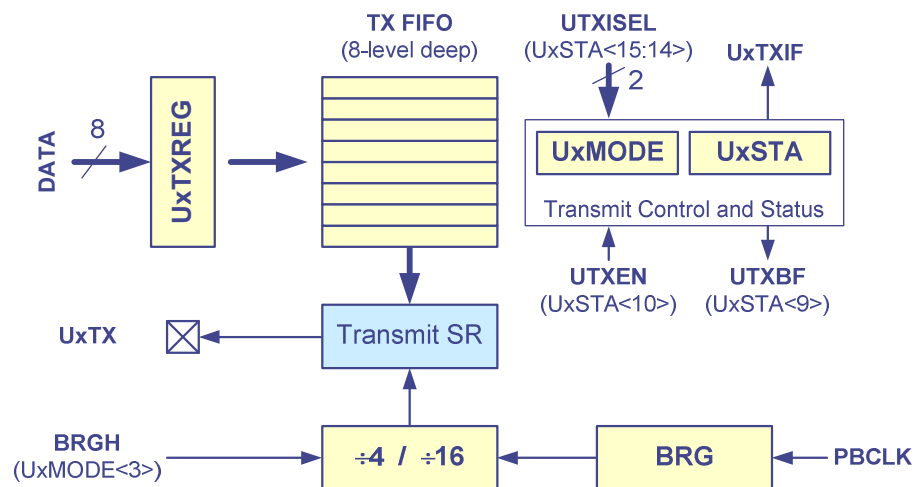 TX FIFO
(8-level deep)
UTXISEL
(UxSTA<15:14>)
UxTXIF
2
DATA
8
UxTXREG
UxMODE
UxSTA
Transmit Control and Status
UTXEN
(UxSTA<10>)
UTXBF
(UxSTA<9>)
UxTX
Transmit SR
BRGH
(UxMODE<3>)
÷4 / ÷16
BRG
PBCLK